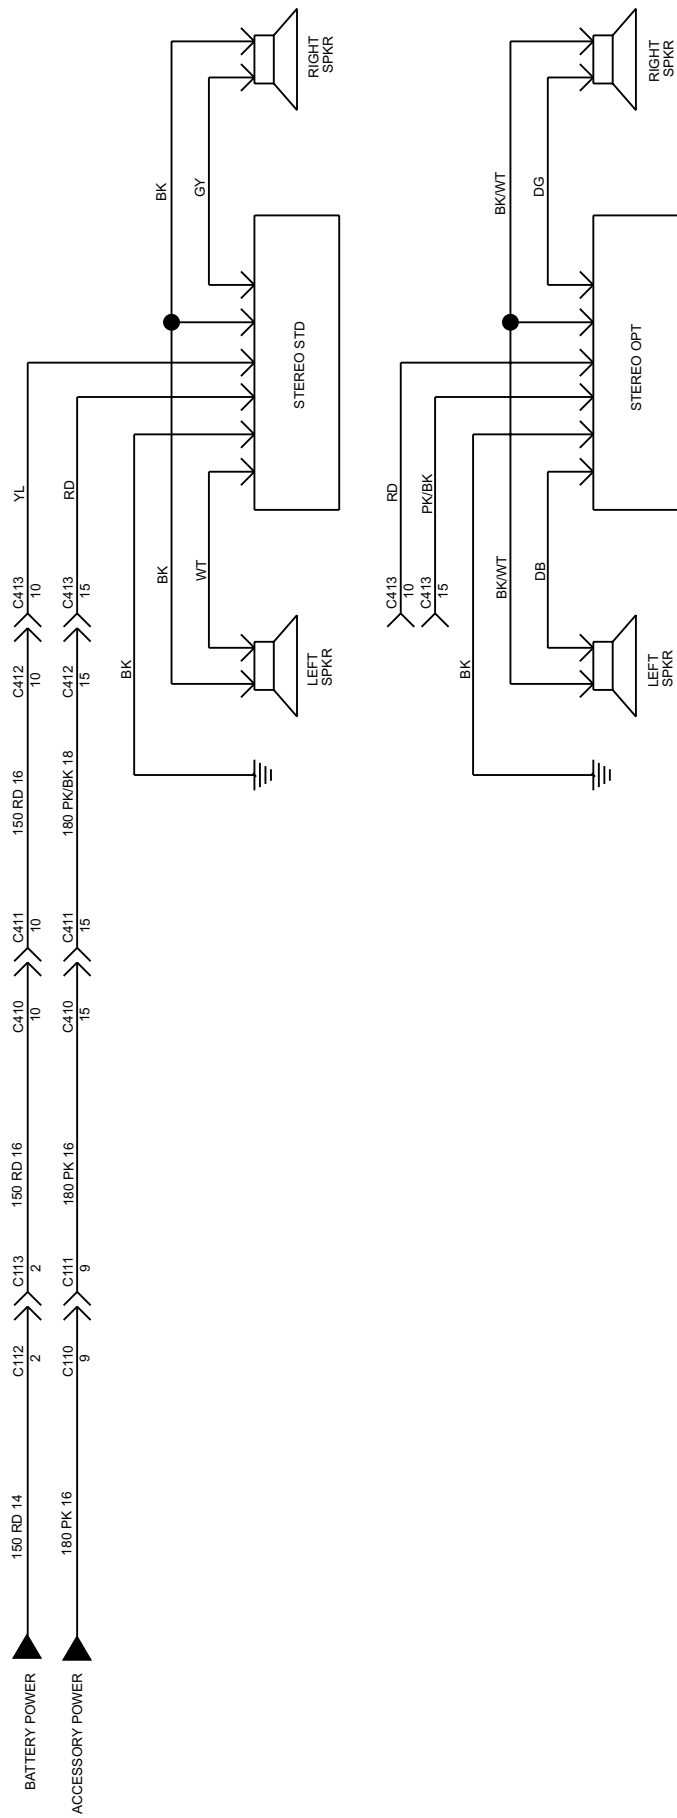 BATTERY POWER
150 RD 14
C112
2
C113
2
150 RD 16
C410
10
C411
10
150 RD 16
C412
10
C413
10
YL
ACCESSORY POWER
180 PK 16
C110
9
C111
9
180 PK 16
C410
15
C411
15
180 PK/BK 18
C412
15
C413
15
RD
BK
BK
BK
WT
GY
LEFT
SPKR
STEREO STD
RIGHT
SPKR
C413
10
RD
C413
15
PK/BK
BK
BK/WT
BK/WT
DB
DG
LEFT
SPKR
STEREO OPT
RIGHT
SPKR